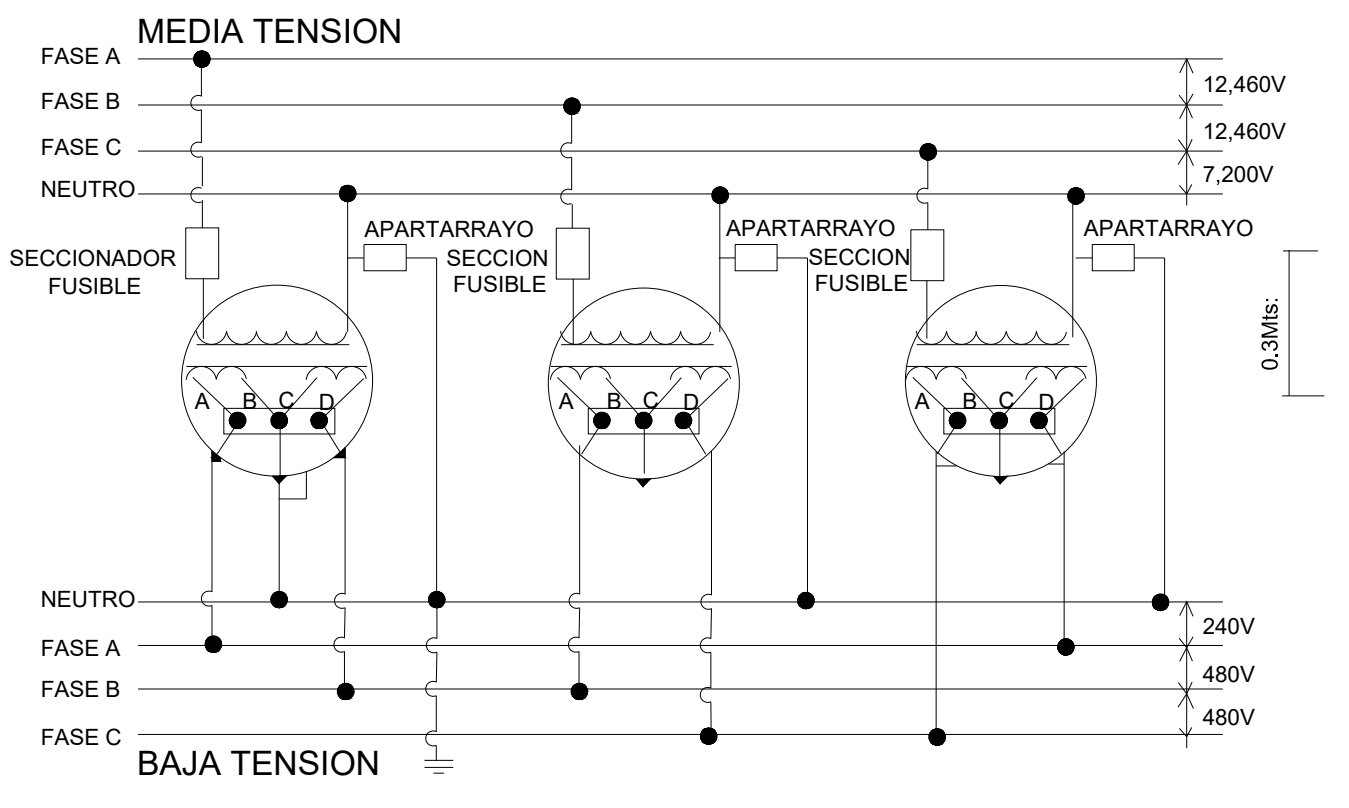 MEDIA TENSION
FASE A
12,460V
FASE B
12,460V
FASE C
7,200V
NEUTRO
APARTARRAYO
APARTARRAYO
APARTARRAYO
SECCIONADOR
FUSIBLE
SECCION
FUSIBLE
SECCION
FUSIBLE
0.3Mts:
A B C D
A B C D
A B C D
NEUTRO
240V
FASE A
480V
FASE B
480V
FASE C
BAJA TENSION